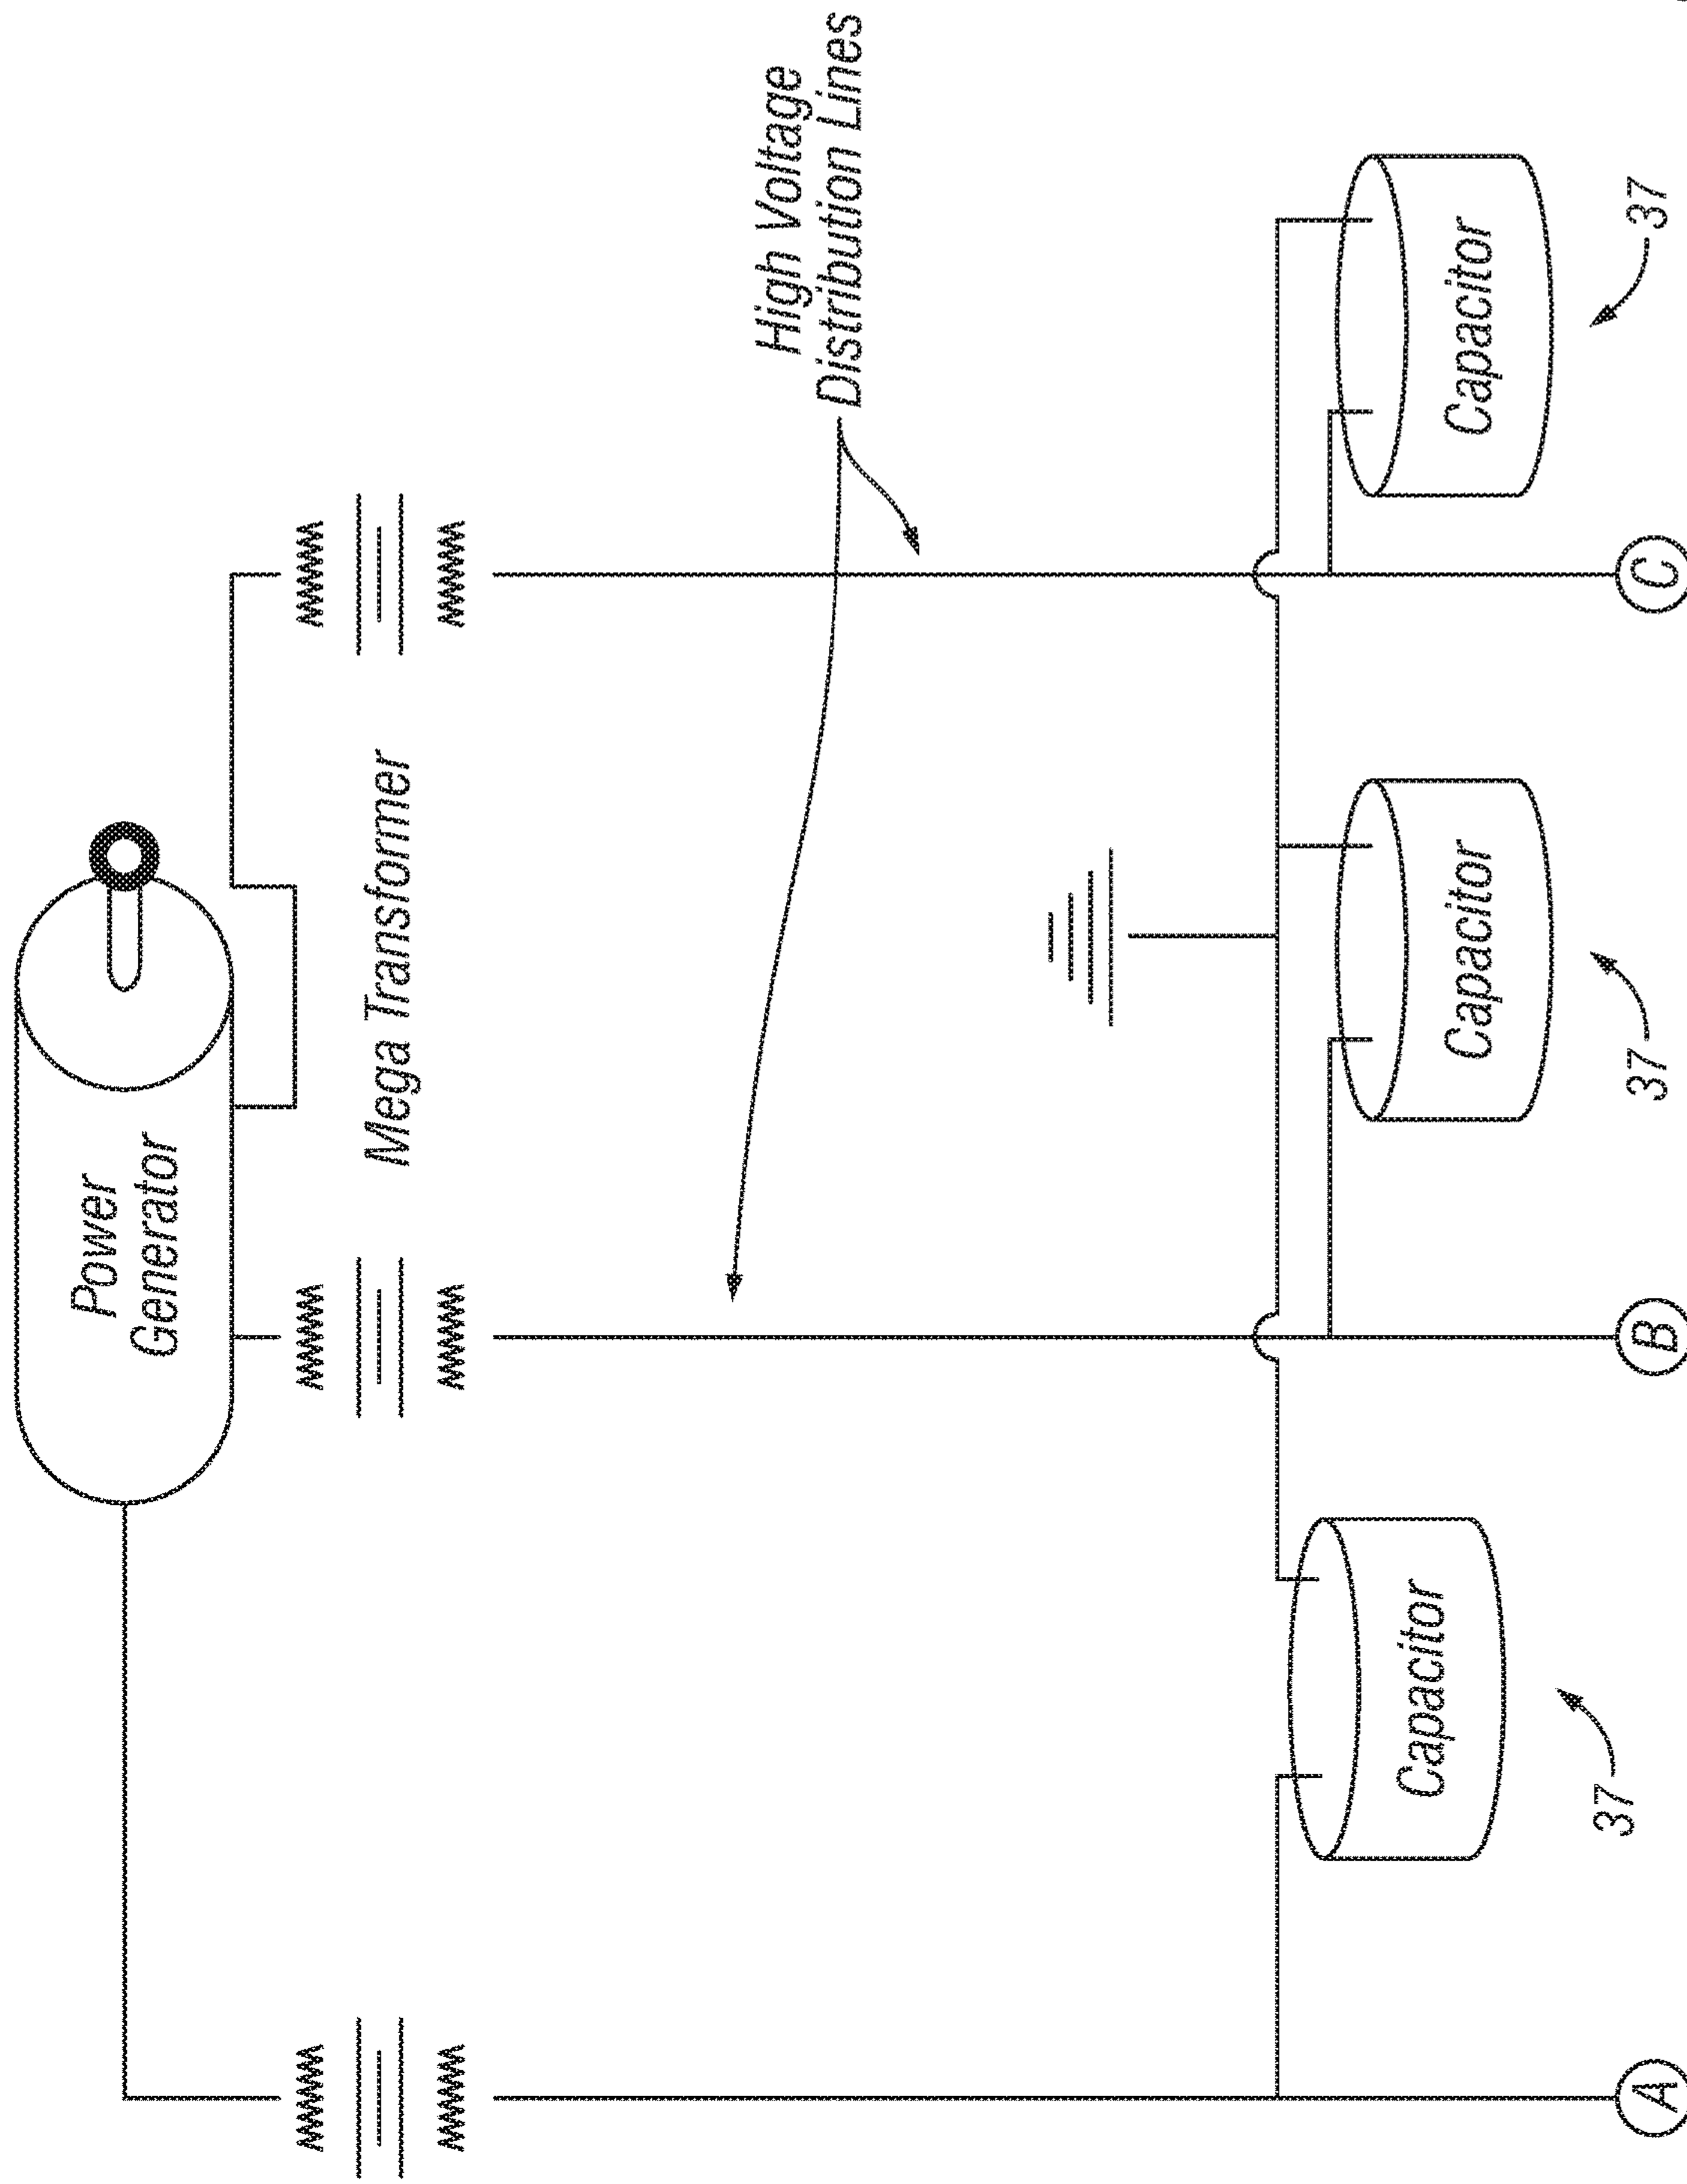 Power
Generator
Mega Transformer
High Voltage
Distribution Lines
Capacitor
Capacitor
Capacitor
37
37
37
A
B
C